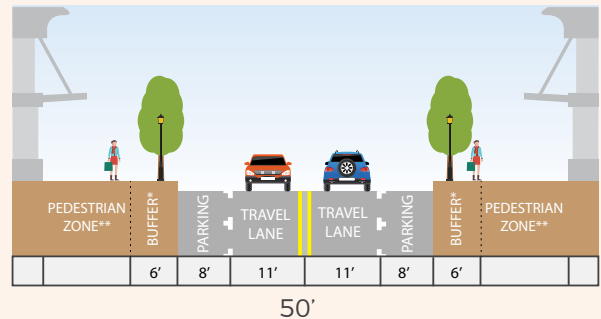 PEDESTRIAN
ZONE**
BUFFER*
PARKING
TRAVEL
LANE
TRAVEL
LANE
PARKING
BUFFER*
PEDESTRIAN
ZONE**
6’ 8’ 11’ 11’ 8’ 6’
50’